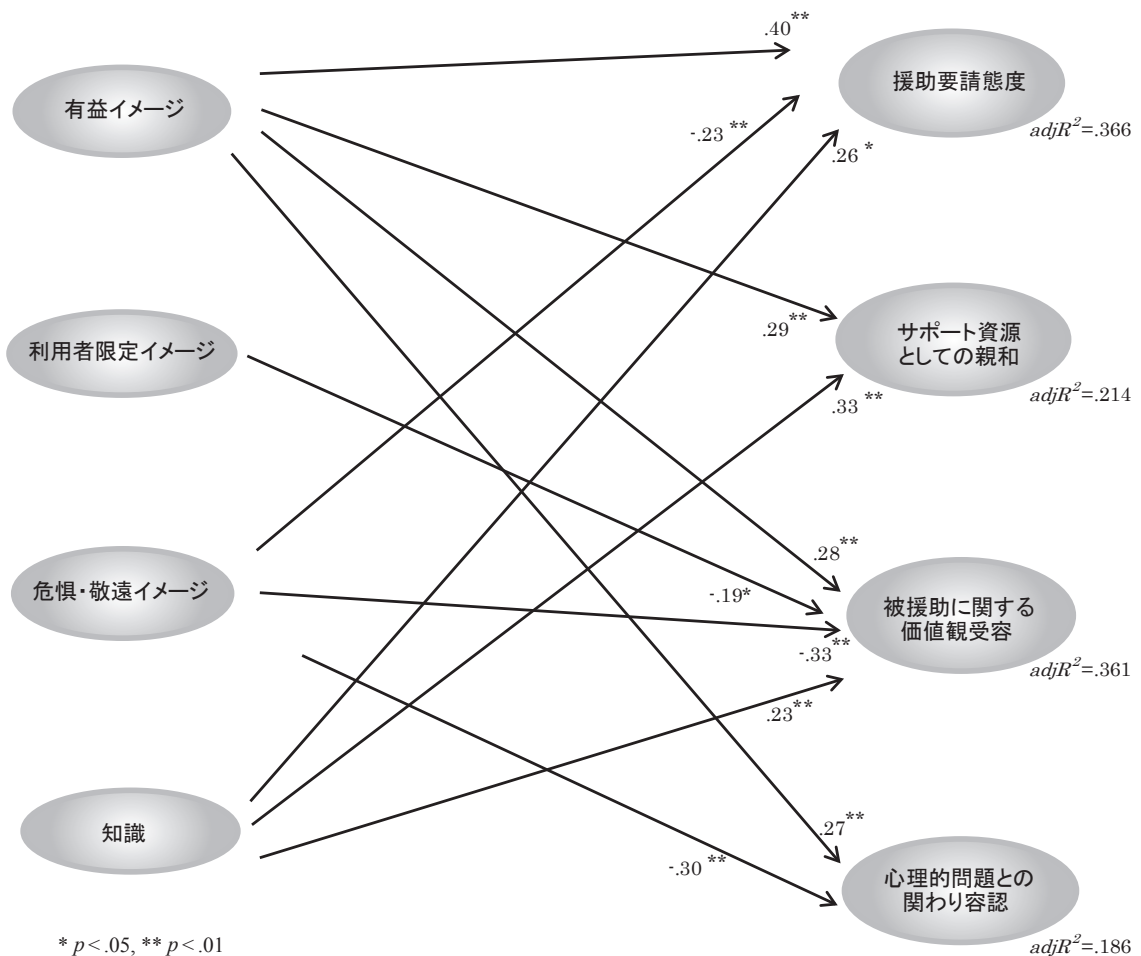 .40**
有益イメージ
援助要請態度
adjR²=.366
-.23 **
.26 *
利用者限定イメージ
サポート資源
としての親和
adjR²=.214
.29**
.33 **
危惧・敬遠イメージ
.28**
-.19*
被援助に関する
価値観受容
adjR²=.361
-.33**
.23**
知識
.27**
-.30 **
心理的問題との
関わり容認
adjR²=.186
* p<.05, ** p<.01